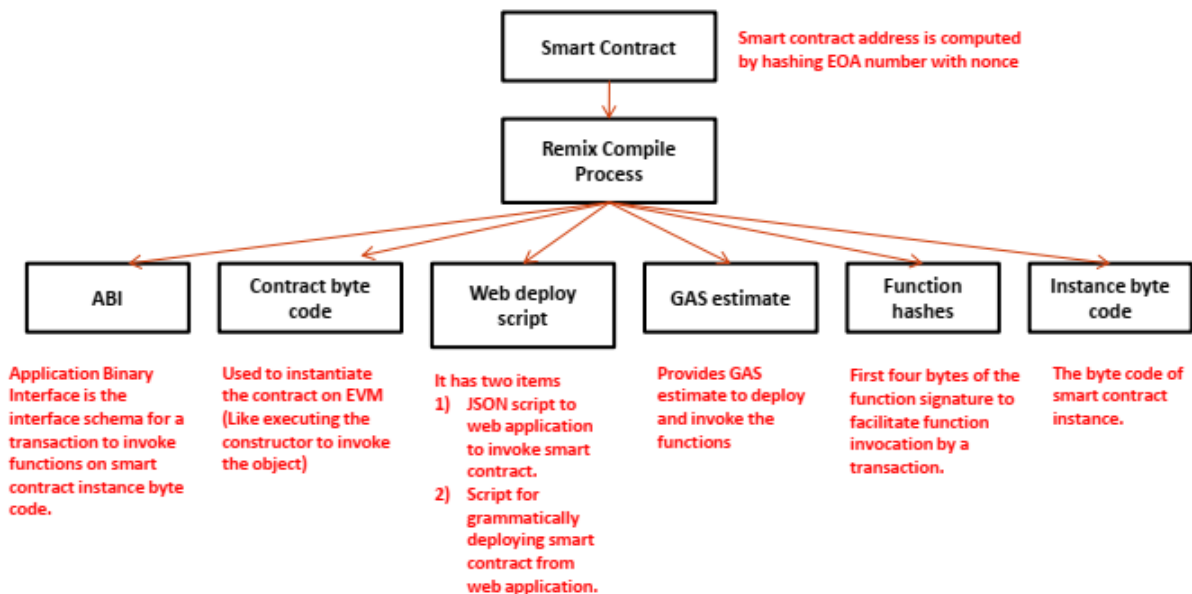 Smart Contract
Smart contract address is computed
by hashing EOA number with nonce
Remix Compile
Process
ABI
Contract byte
code
Web deploy
script
GAS estimate
Function
hashes
Instance byte
code
Application Binary
Interface is the
interface schema for a
transaction to invoke
functions on smart
contract instance byte
code.
Used to instantiate
the contract on EVM
(Like executing the
constructor to invoke
the object)
It has two items
1) JSON script to
web application
to invoke smart
contract.
2) Script for
grammatically
deploying smart
contract from
web application.
Provides GAS
estimate to deploy
and invoke the
functions
First four bytes of the
function signature to
facilitate function
invocation by a
transaction.
The byte code of
smart contract
instance.